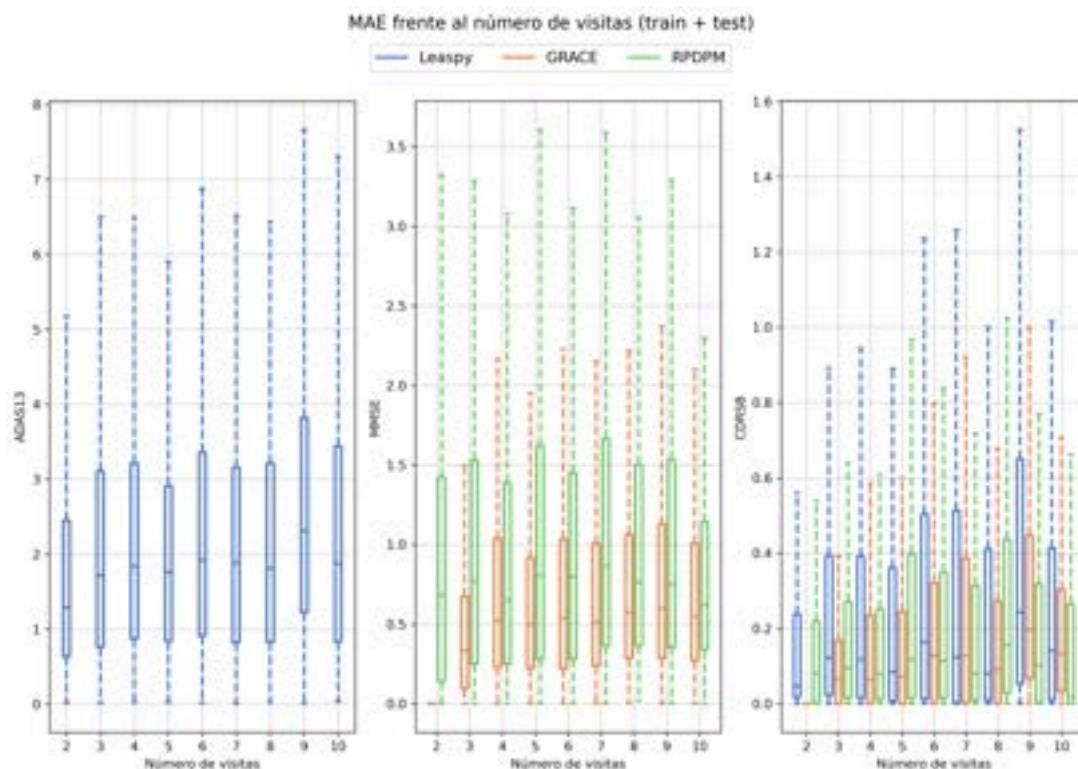 MAE frente al número de visitas (train + test)
Leaspy GRACE RPDPM
8
7
6
5
4
3
2
1
0
ADAS13
2 3 4 5 6 7 8 9 10
Número de visitas
3.5
3.0
2.5
2.0
1.5
1.0
0.5
0.0
MMSE
2 3 4 5 6 7 8 9 10
Número de visitas
1.6
1.4
1.2
1.0
0.8
0.6
0.4
0.2
0.0
CDRSB
2 3 4 5 6 7 8 9 10
Número de visitas